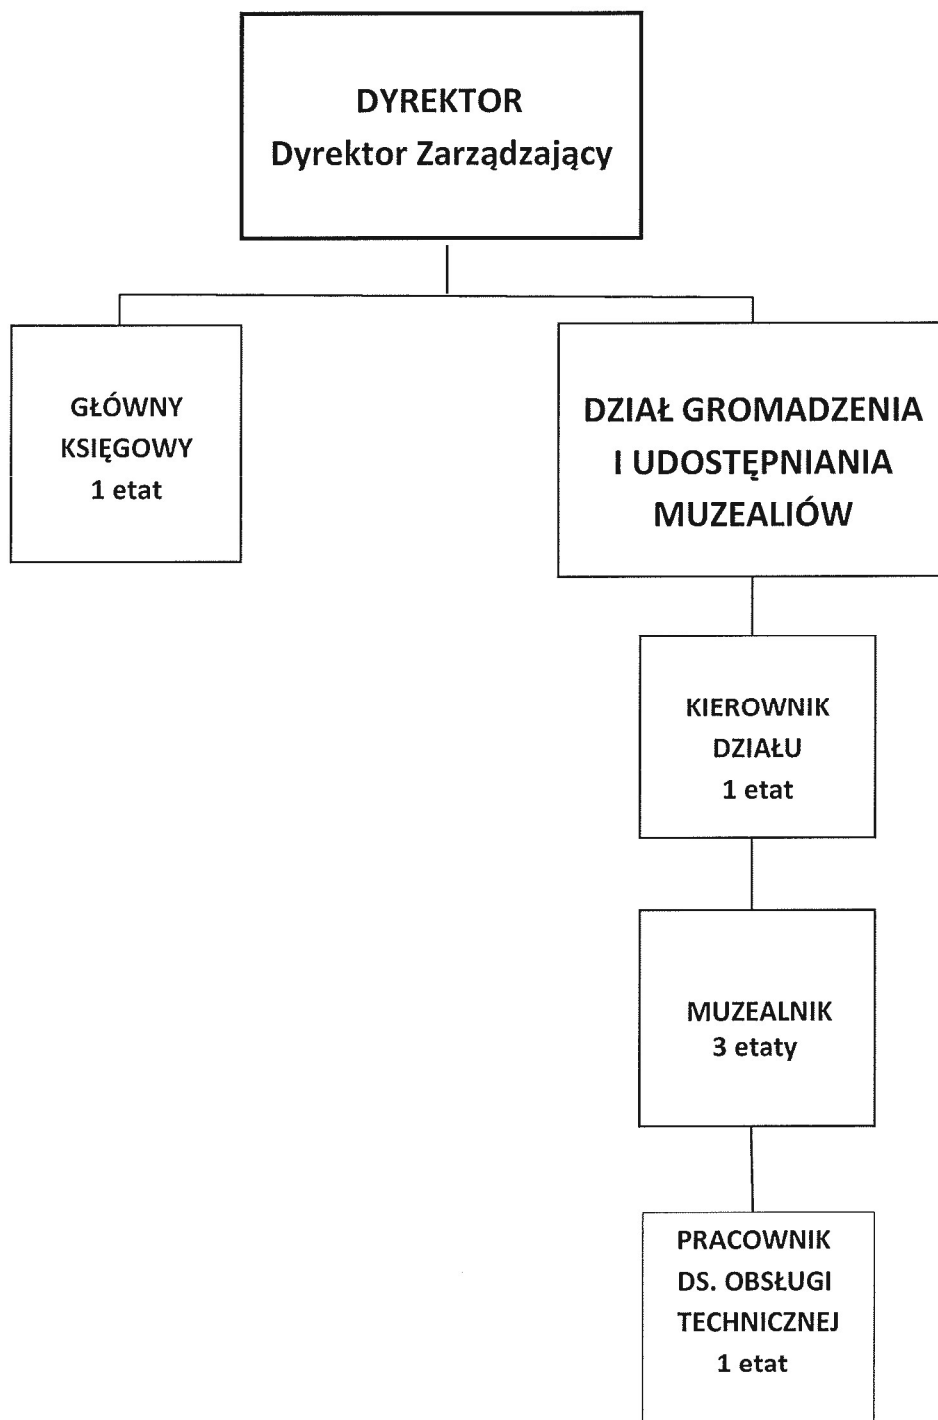 DYREKTOR
Dyrektor Zarządzający
GŁÓWNY
KSIĘGOWY
1 etat
DZIAŁ GROMADZENIA
I UDOSTĘPNIANIA
MUZEALIÓW
KIEROWNIK
DZIAŁU
1 etat
MUZEALNIK
3 etaty
PRACOWNIK
DS. OBSŁUGI
TECHNICZNEJ
1 etat